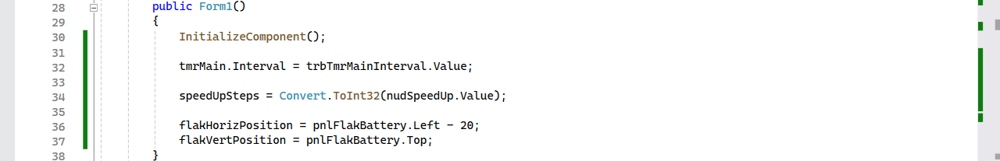 28 public Form1()
29 {
30 InitializeComponent();
31
32 tmrMain.Interval = trbTmrMainInterval.Value;
33
34 speedUpSteps = Convert.ToInt32(nudSpeedUp.Value);
35
36 flakHorizPosition = pnlFlakBattery.Left - 20;
37 flakVertPosition = pnlFlakBattery.Top;
38 }